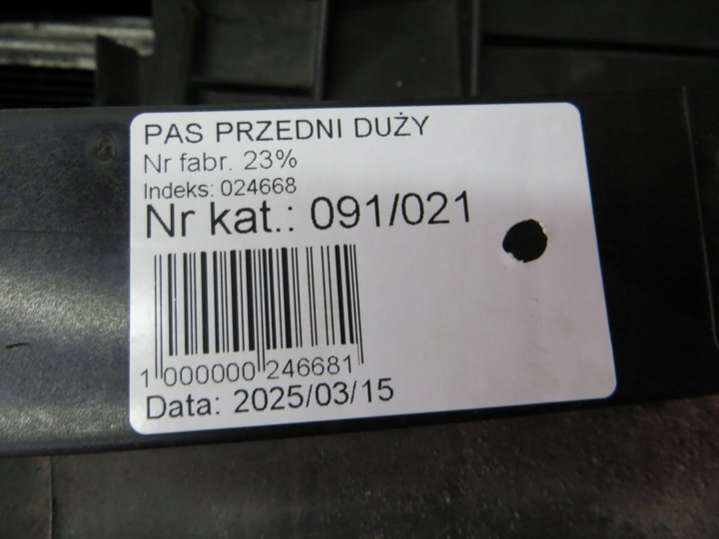 PAS PRZEDNI DUŻY
Nr fabr. 23%
Indeks: 024668
Nr kat.: 091/021
1 000000 246681
Data: 2025/03/15